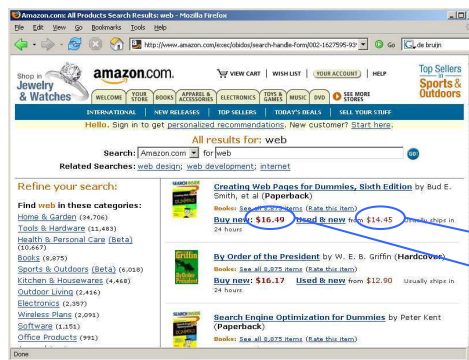 Amazon.com: All Products Search Results: web - Mozilla Firefox
File Edit View Go Bookmarks Tools Help
http://www.amazon.com/exec/obidos/search-handle-form/002-1627595-93
Go
de bruijn
Shop in
Jewelry
& Watches
amazon.com.
VIEW CART | WISH LIST | YOUR ACCOUNT | HELP
Top Sellers
in
Sports &
Outdoors
WELCOME
YOUR STORE
BOOKS
APPAREL & ACCESSORIES
ELECTRONICS
TOYS & GAMES
MUSIC
DVD
SEE MORE STORES
INTERNATIONAL | NEW RELEASES | TOP SELLERS | TODAY'S DEALS | SELL YOUR STUFF
Hello. Sign in to get personalized recommendations. New customer? Start here.
All results for: web
Search: Amazon.com for web GO!
Related Searches: web design; web development; internet
Refine your search:
Find web in these categories:
Home & Garden (34,706)
Tools & Hardware (11,483)
Health & Personal Care (Beta)
(10,667)
Books (8,875)
Sports & Outdoors (Beta) (6,018)
Kitchen & Housewares (4,468)
Outdoor Living (2,416)
Electronics (2,357)
Wireless Plans (2,091)
Software (1,151)
Office Products (991)
SEARCH INSIDE
Creating Web Pages for Dummies, Sixth Edition by Bud E.
Smith, et al (Paperback)
Books: See all 8,875 items (Rate this item)
Buy new: $16.49 Used & new from $14.45 Usually ships in
24 hours
Griffin
By Order of the President by W. E. B. Griffin (Hardcover)
Books: See all 8,875 items (Rate this item)
Buy new: $16.17 Used & new from $12.90 Usually ships in
24 hours
SEARCH INSIDE
Search Engine Optimization for Dummies by Peter Kent
(Paperback)
Books: See all 8,875 items (Rate this item)
Done